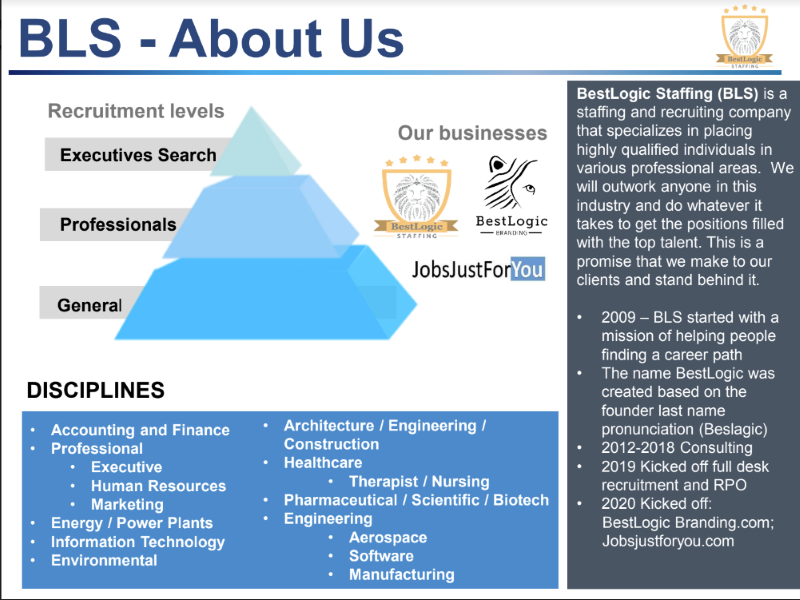 BLS - About Us
BestLogic
STAFFING
Recruitment levels
Executives Search
Professionals
General
Our businesses
BestLogic
STAFFING
BestLogic
BRANDING
JobsJustForYou
DISCIPLINES
• Accounting and Finance
• Professional
• Executive
• Human Resources
• Marketing
• Energy / Power Plants
• Information Technology
• Environmental
• Architecture / Engineering /
Construction
• Healthcare
• Therapist / Nursing
• Pharmaceutical / Scientific / Biotech
• Engineering
• Aerospace
• Software
• Manufacturing
BestLogic Staffing (BLS) is a
staffing and recruiting company
that specializes in placing
highly qualified individuals in
various professional areas. We
will outwork anyone in this
industry and do whatever it
takes to get the positions filled
with the top talent. This is a
promise that we make to our
clients and stand behind it.
• 2009 – BLS started with a
mission of helping people
finding a career path
• The name BestLogic was
created based on the
founder last name
pronunciation (Beslagic)
• 2012-2018 Consulting
• 2019 Kicked off full desk
recruitment and RPO
• 2020 Kicked off:
BestLogic Branding.com;
Jobsjustforyou.com